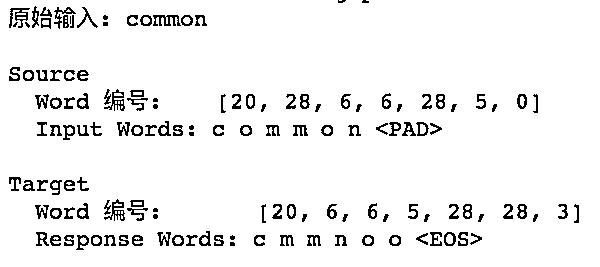 原始输入: common
Source
Word 编号: [20, 28, 6, 6, 28, 5, 0]
Input Words: c o m m o n <PAD>
Target
Word 编号: [20, 6, 6, 5, 28, 28, 3]
Response Words: c m m n o o <EOS>